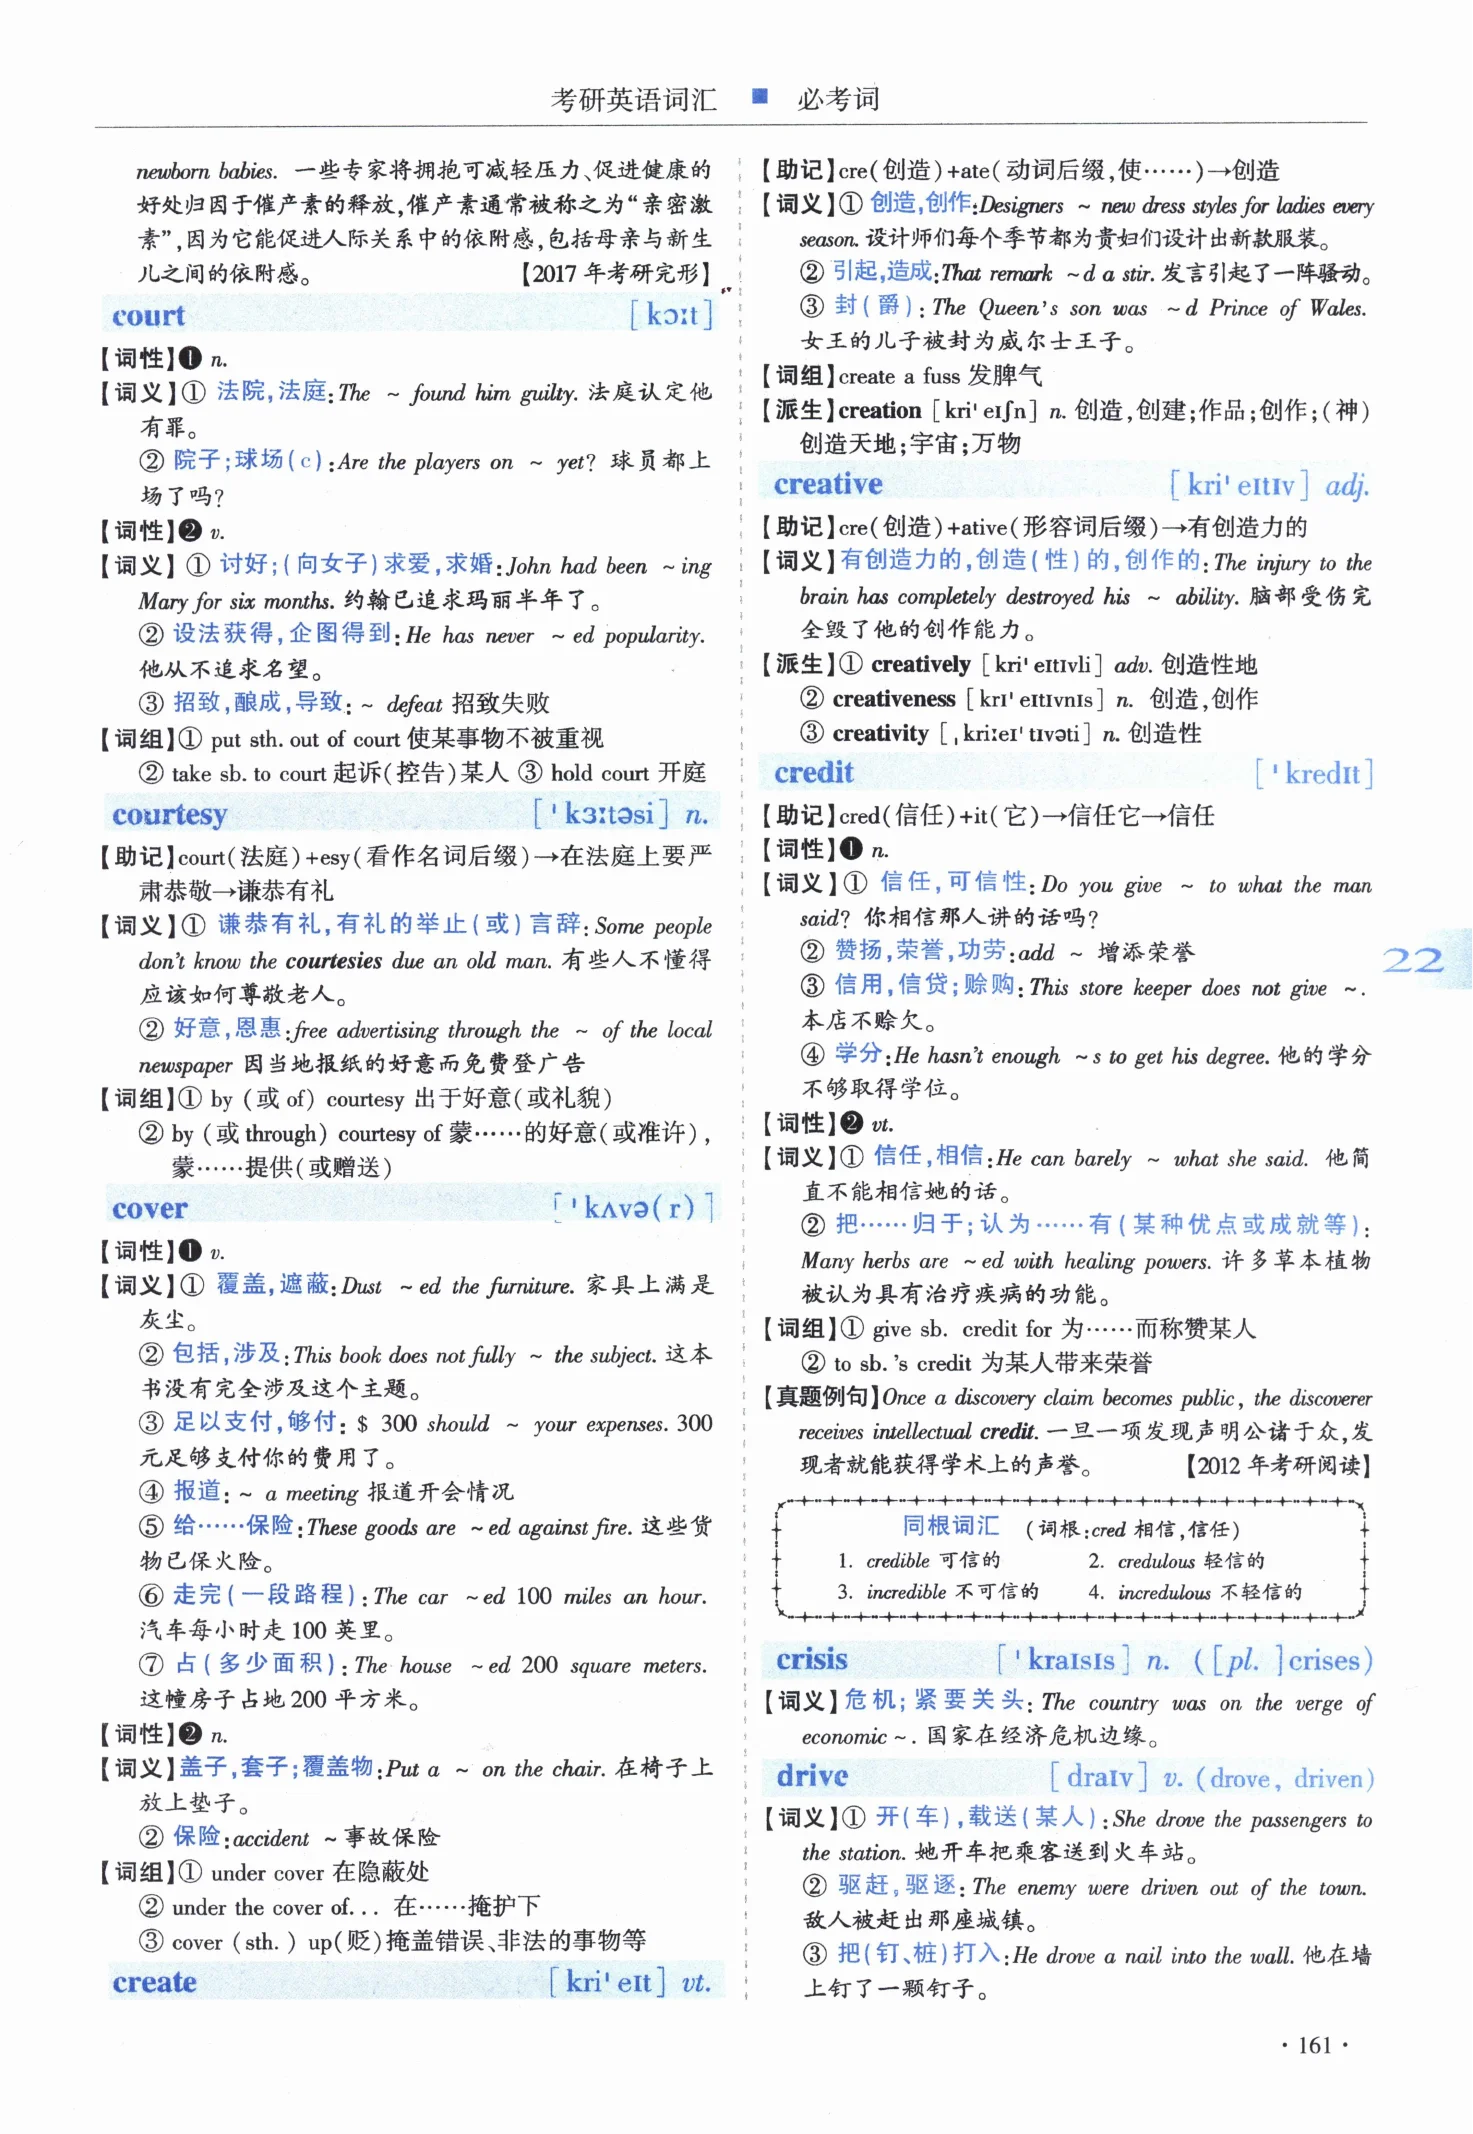 考研英语词汇 ■ 必考词
newborn babies. 一些专家将拥抱可减轻压力、促进健康的
好处归因于催产素的释放,催产素通常被称之为“亲密激
素”,因为它能促进人际关系中的依附感,包括母亲与新生
儿之间的依附感。 【2017 年考研完形】
court [kɔːt]
【词性】❶ n.
【词义】① 法院,法庭:The ~ found him guilty. 法庭认定他
有罪。
② 院子;球场(c):Are the players on ~ yet? 球员都上
场了吗?
【词性】❷ v.
【词义】① 讨好;(向女子)求爱,求婚:John had been ~ing
Mary for six months. 约翰已追求玛丽半年了。
② 设法获得,企图得到:He has never ~ed popularity.
他从不追求名望。
③ 招致,酿成,导致:~ defeat 招致失败
【词组】① put sth. out of court 使某事物不被重视
② take sb. to court 起诉(控告)某人 ③ hold court 开庭
courtesy [ˈkɜːtəsi] n.
【助记】court(法庭)+esy(看作名词后缀)→在法庭上要严
肃恭敬→谦恭有礼
【词义】① 谦恭有礼,有礼的举止(或)言辞:Some people
don't know the courtesies due an old man. 有些人不懂得
应该如何尊敬老人。
② 好意,恩惠:free advertising through the ~ of the local
newspaper 因当地报纸的好意而免费登广告
【词组】① by (或 of) courtesy 出于好意(或礼貌)
② by (或 through) courtesy of 蒙……的好意(或准许),
蒙……提供(或赠送)
cover [ˈkʌvə(r)]
【词性】❶ v.
【词义】① 覆盖,遮蔽:Dust ~ed the furniture. 家具上满是
灰尘。
② 包括,涉及:This book does not fully ~ the subject. 这本
书没有完全涉及这个主题。
③ 足以支付,够付:$ 300 should ~ your expenses. 300
元足够支付你的费用了。
④ 报道:~ a meeting 报道开会情况
⑤ 给……保险:These goods are ~ed against fire. 这些货
物已保火险。
⑥ 走完(一段路程):The car ~ed 100 miles an hour.
汽车每小时走 100 英里。
⑦ 占(多少面积):The house ~ed 200 square meters.
这幢房子占地 200 平方米。
【词性】❷ n.
【词义】盖子,套子;覆盖物:Put a ~ on the chair. 在椅子上
放上垫子。
② 保险:accident ~事故保险
【词组】① under cover 在隐蔽处
② under the cover of... 在……掩护下
③ cover (sth.) up(贬)掩盖错误、非法的事物等
create [kriˈeɪt] vt.
【助记】cre(创造)+ate(动词后缀,使……)→创造
【词义】① 创造,创作:Designers ~ new dress styles for ladies every
season. 设计师们每个季节都为贵妇们设计出新款服装。
② 引起,造成:That remark ~d a stir. 发言引起了一阵骚动。
③ 封(爵):The Queen's son was ~d Prince of Wales.
女王的儿子被封为威尔士王子。
【词组】create a fuss 发脾气
【派生】creation [kriˈeɪʃn] n. 创造,创建;作品;创作;(神)
创造天地;宇宙;万物
creative [kriˈeɪtɪv] adj.
【助记】cre(创造)+ative(形容词后缀)→有创造力的
【词义】有创造力的,创造(性)的,创作的:The injury to the
brain has completely destroyed his ~ ability. 脑部受伤完
全毁了他的创作能力。
【派生】① creatively [kriˈeɪtɪvli] adv. 创造性地
② creativeness [krɪˈeɪtɪvnɪs] n. 创造,创作
③ creativity [ˌkriːeɪˈtɪvəti] n. 创造性
credit [ˈkredɪt]
【助记】cred(信任)+it(它)→信任它→信任
【词性】❶ n.
【词义】① 信任,可信性:Do you give ~ to what the man
said? 你相信那人讲的话吗?
② 赞扬,荣誉,功劳:add ~ 增添荣誉
③ 信用,信贷;赊购:This store keeper does not give ~.
本店不赊欠。
④ 学分:He hasn't enough ~s to get his degree. 他的学分
不够取得学位。
【词性】❷ vt.
【词义】① 信任,相信:He can barely ~ what she said. 他简
直不能相信她的话。
② 把……归于;认为……有(某种优点或成就等):
Many herbs are ~ed with healing powers. 许多草本植物
被认为具有治疗疾病的功能。
【词组】① give sb. credit for 为……而称赞某人
② to sb.'s credit 为某人带来荣誉
【真题例句】Once a discovery claim becomes public, the discoverer
receives intellectual credit. 一旦一项发现声明公诸于众,发
现者就能获得学术上的声誉。 【2012 年考研阅读】
同根词汇 (词根:cred 相信,信任)
1. credible 可信的 2. credulous 轻信的
3. incredible 不可信的 4. incredulous 不轻信的
crisis [ˈkraɪsɪs] n. ([pl.]crises)
【词义】危机;紧要关头:The country was on the verge of
economic ~. 国家在经济危机边缘。
drive [draɪv] v. (drove, driven)
【词义】① 开(车),载送(某人):She drove the passengers to
the station. 她开车把乘客送到火车站。
② 驱赶,驱逐:The enemy were driven out of the town.
敌人被赶出那座城镇。
③ 把(钉、桩)打入:He drove a nail into the wall. 他在墙
上钉了一颗钉子。
22
· 161 ·